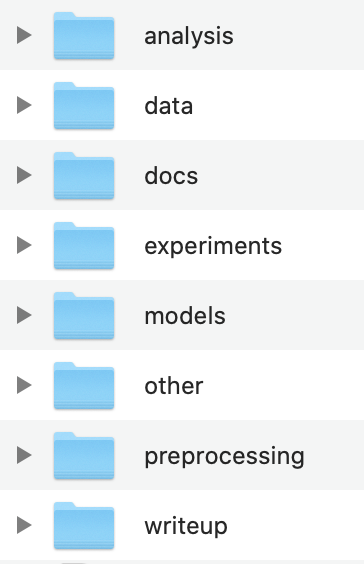 analysis
data
docs
experiments
models
other
preprocessing
writeup